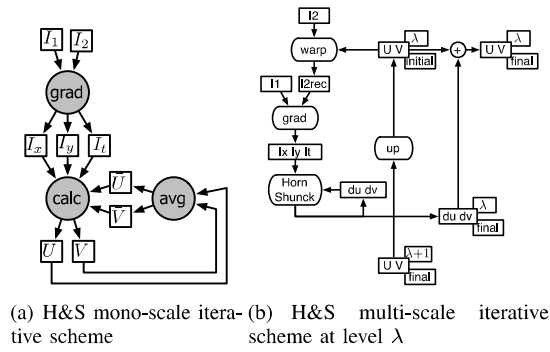 I1 I2
grad
Ix Iy It
calc
Ū
V̄
avg
U V
I2
warp
U V
λ
initial
+
U V
λ
final
I1
I2rec
grad
Ix Iy It
up
Horn
Shunck
du dv
du dv
λ
final
U V
λ+1
final
(a) H&S mono-scale itera-
tive scheme
(b) H&S multi-scale iterative
scheme at level λ